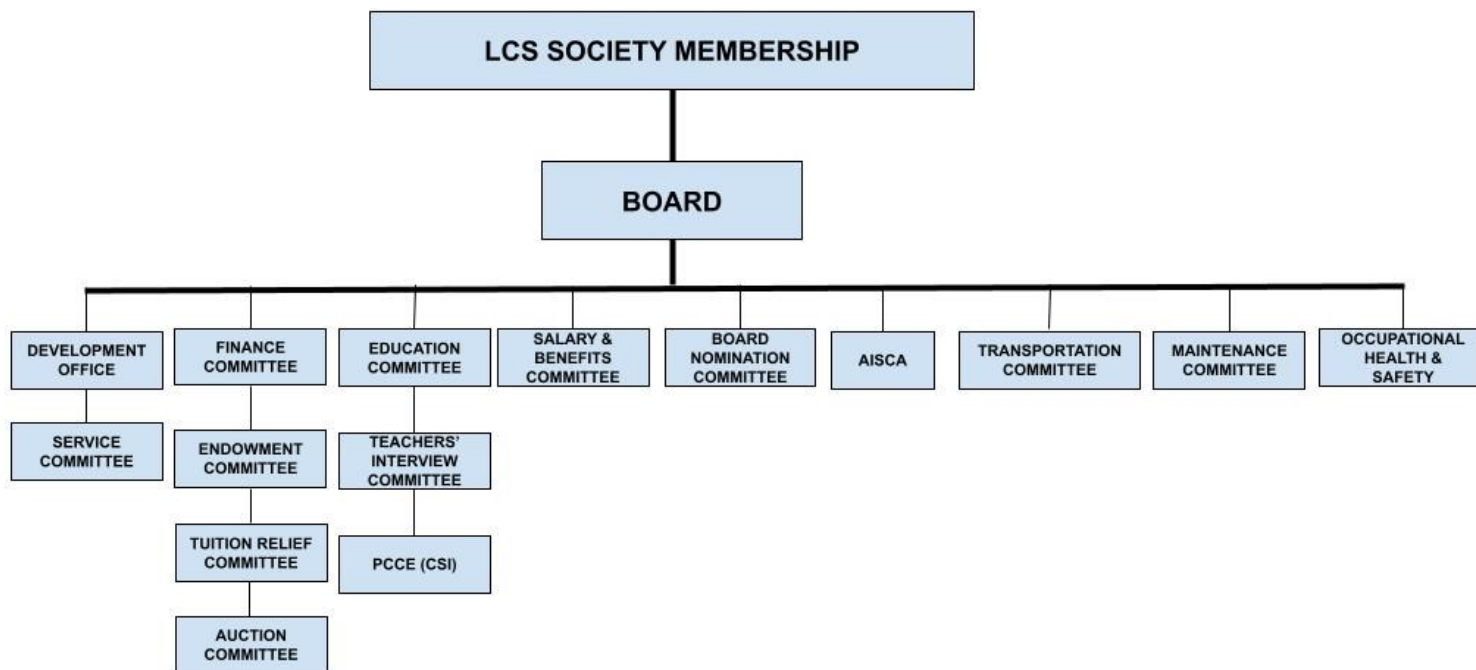 LCS SOCIETY MEMBERSHIP
BOARD
DEVELOPMENT
OFFICE
FINANCE
COMMITTEE
EDUCATION
COMMITTEE
SALARY &
BENEFITS
COMMITTEE
BOARD
NOMINATION
COMMITTEE
AISCA
TRANSPORTATION
COMMITTEE
MAINTENANCE
COMMITTEE
OCCUPATIONAL
HEALTH &
SAFETY
SERVICE
COMMITTEE
ENDOWMENT
COMMITTEE
TEACHERS'
INTERVIEW
COMMITTEE
TUITION RELIEF
COMMITTEE
PCCE (CSI)
AUCTION
COMMITTEE